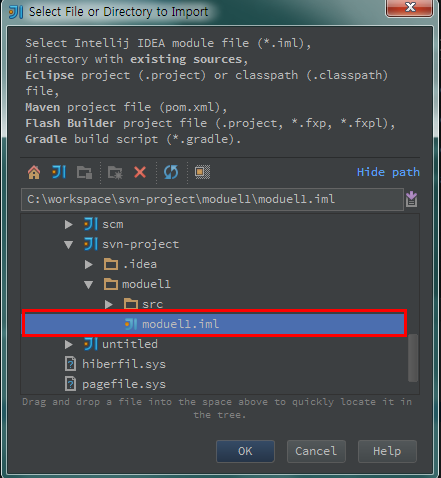 Select File or Directory to Import
Select Intellij IDEA module file (*.iml),
directory with existing sources,
Eclipse project (.project) or classpath (.classpath)
file,
Maven project file (pom.xml),
Flash Builder project file (.project, *.fxp, *.fxpl),
Gradle build script (*.gradle).
Hide path
C:\workspace\svn-project\moduel1\moduel1.iml
scm
svn-project
.idea
moduel1
src
moduel1.iml
untitled
hiberfil.sys
pagefile.sys
Drag and drop a file into the space above to quickly locate it in
the tree.
OK Cancel Help